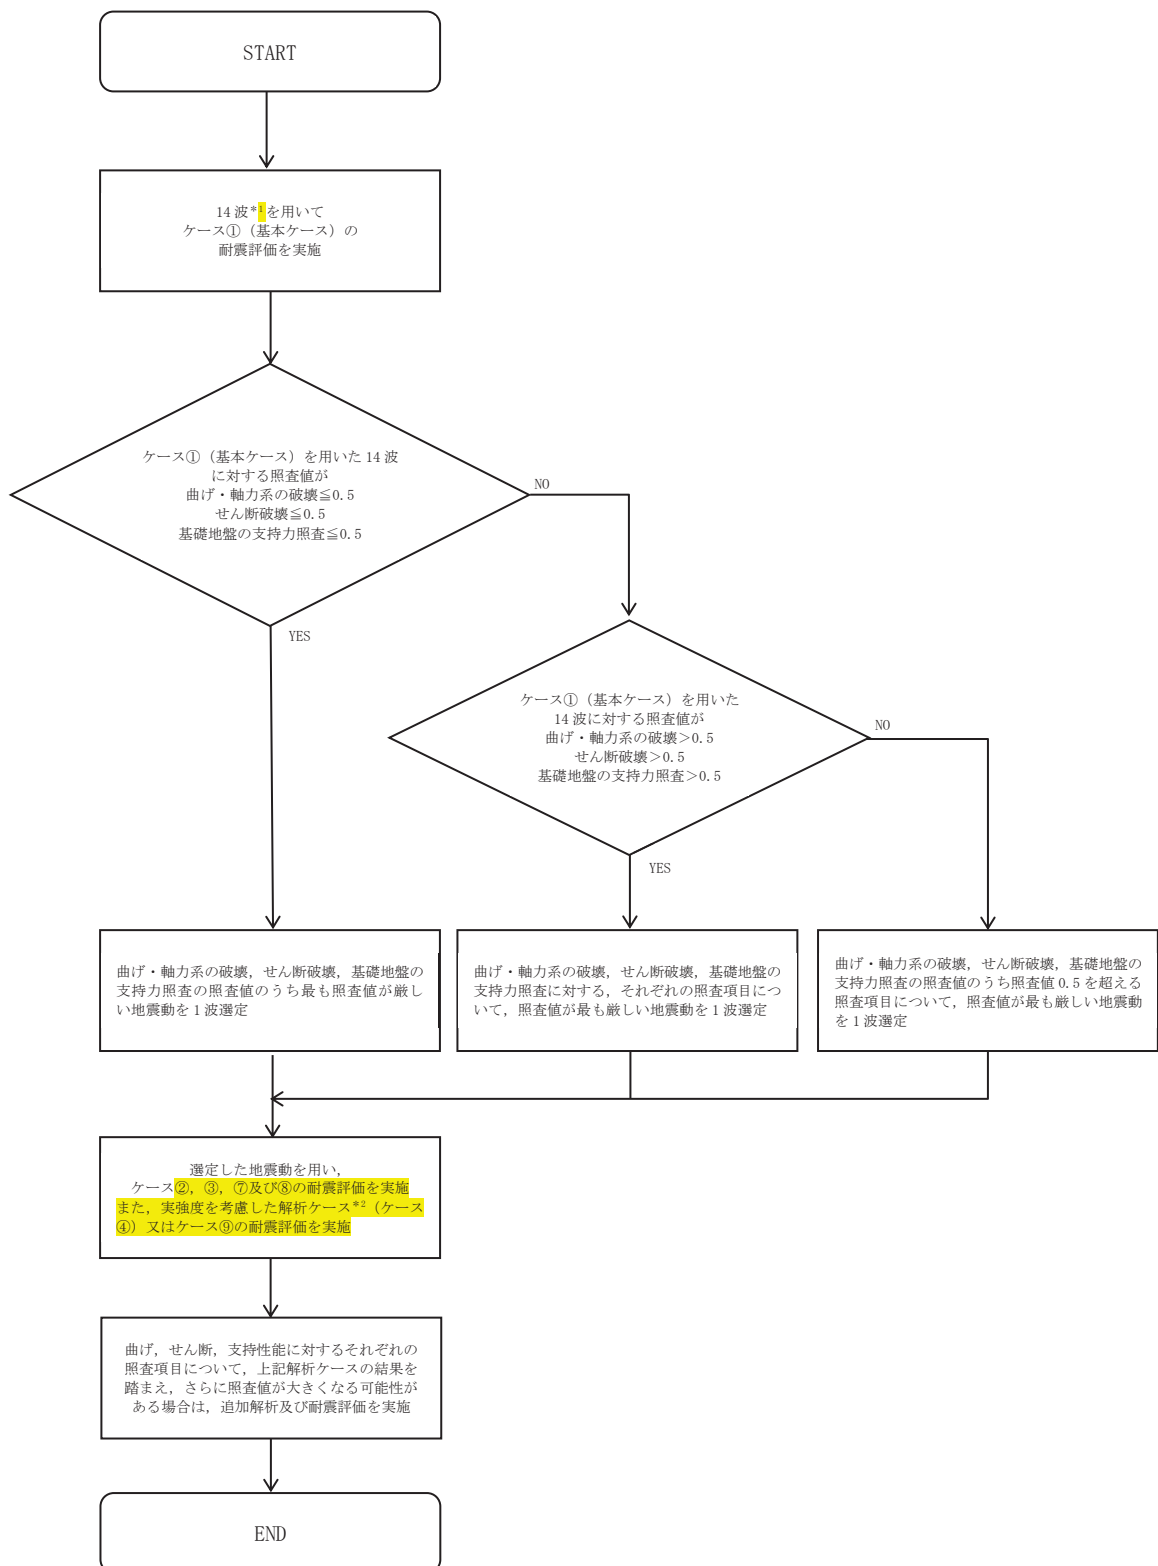 START
14 波*1を用いて
ケース①（基本ケース）の
耐震評価を実施
ケース①（基本ケース）を用いた 14 波
に対する照査値が
曲げ・軸力系の破壊≦0.5
せん断破壊≦0.5
基礎地盤の支持力照査≦0.5
NO
YES
ケース①（基本ケース）を用いた
14 波に対する照査値が
曲げ・軸力系の破壊＞0.5
せん断破壊＞0.5
基礎地盤の支持力照査＞0.5
NO
YES
曲げ・軸力系の破壊，せん断破壊，基礎地盤の
支持力照査の照査値のうち最も照査値が厳し
い地震動を 1 波選定
曲げ・軸力系の破壊，せん断破壊，基礎地盤の
支持力照査に対する，それぞれの照査項目につ
いて，照査値が最も厳しい地震動を 1 波選定
曲げ・軸力系の破壊，せん断破壊，基礎地盤の
支持力照査の照査値のうち照査値 0.5 を超える
照査項目について，照査値が最も厳しい地震動
を 1 波選定
選定した地震動を用い，
ケース②，③，⑦及び⑧の耐震評価を実施
また，実強度を考慮した解析ケース*2（ケース
④）又はケース⑨の耐震評価を実施
曲げ，せん断，支持性能に対するそれぞれの
照査項目について，上記解析ケースの結果を
踏まえ，さらに照査値が大きくなる可能性が
ある場合は，追加解析及び耐震評価を実施
END